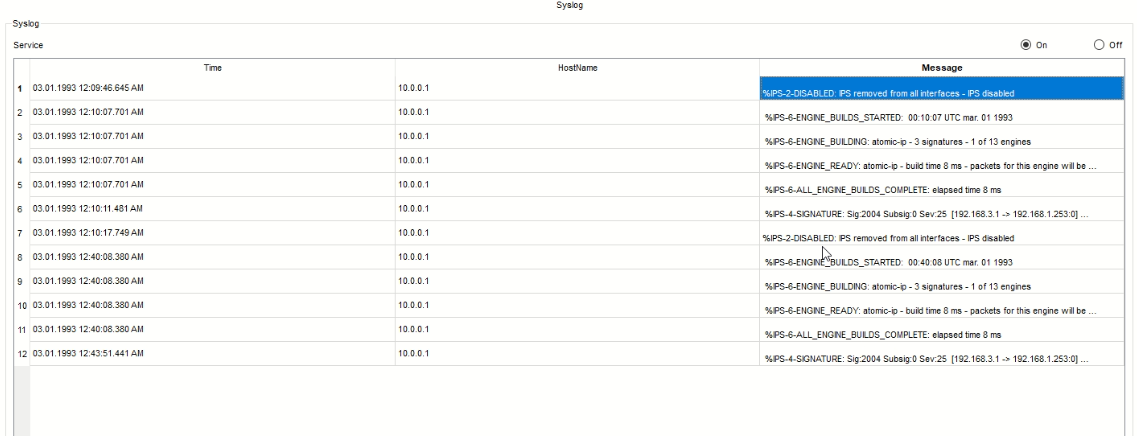 Syslog
Syslog
Service On Off
Time HostName Message
1 03.01.1993 12:09:46.645 AM 10.0.0.1 %IPS-2-DISABLED: IPS removed from all interfaces - IPS disabled
2 03.01.1993 12:10:07.701 AM 10.0.0.1 %IPS-6-ENGINE_BUILDS_STARTED: 00:10:07 UTC mar. 01 1993
3 03.01.1993 12:10:07.701 AM 10.0.0.1 %IPS-6-ENGINE_BUILDING: atomic-ip - 3 signatures - 1 of 13 engines
4 03.01.1993 12:10:07.701 AM 10.0.0.1 %IPS-6-ENGINE_READY: atomic-ip - build time 8 ms - packets for this engine will be ...
5 03.01.1993 12:10:07.701 AM 10.0.0.1 %IPS-6-ALL_ENGINE_BUILDS_COMPLETE: elapsed time 8 ms
6 03.01.1993 12:10:11.481 AM 10.0.0.1 %IPS-4-SIGNATURE: Sig:2004 Subsig:0 Sev:25 [192.168.3.1 -> 192.168.1.253:0] ...
7 03.01.1993 12:10:17.749 AM 10.0.0.1 %IPS-2-DISABLED: IPS removed from all interfaces - IPS disabled
8 03.01.1993 12:40:08.380 AM 10.0.0.1 %IPS-6-ENGINE_BUILDS_STARTED: 00:40:08 UTC mar. 01 1993
9 03.01.1993 12:40:08.380 AM 10.0.0.1 %IPS-6-ENGINE_BUILDING: atomic-ip - 3 signatures - 1 of 13 engines
10 03.01.1993 12:40:08.380 AM 10.0.0.1 %IPS-6-ENGINE_READY: atomic-ip - build time 8 ms - packets for this engine will be ...
11 03.01.1993 12:40:08.380 AM 10.0.0.1 %IPS-6-ALL_ENGINE_BUILDS_COMPLETE: elapsed time 8 ms
12 03.01.1993 12:43:51.441 AM 10.0.0.1 %IPS-4-SIGNATURE: Sig:2004 Subsig:0 Sev:25 [192.168.3.1 -> 192.168.1.253:0] ...